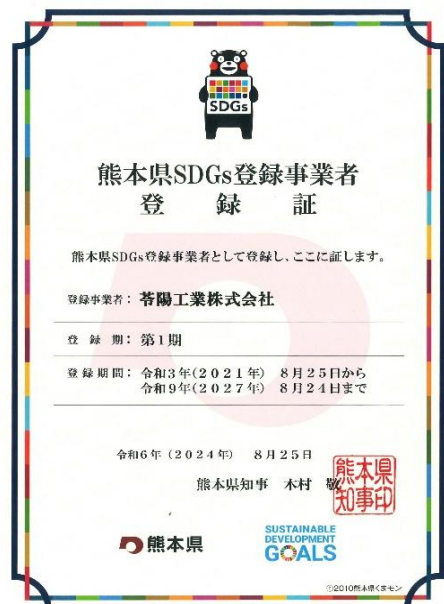 SDGs
熊本県SDGs登録事業者
登録証
熊本県SDGs登録事業者として登録し、ここに証します。
登録事業者：苓陽工業株式会社
登録期：第1期
登録期間：令和3年(2021年) 8月25日から
令和9年(2027年) 8月24日まで
令和6年（2024年） 8月25日
熊本県知事 木村 敬
熊本県
知事印
熊本県
SUSTAINABLE
DEVELOPMENT
GOALS
©2010熊本県くまモン